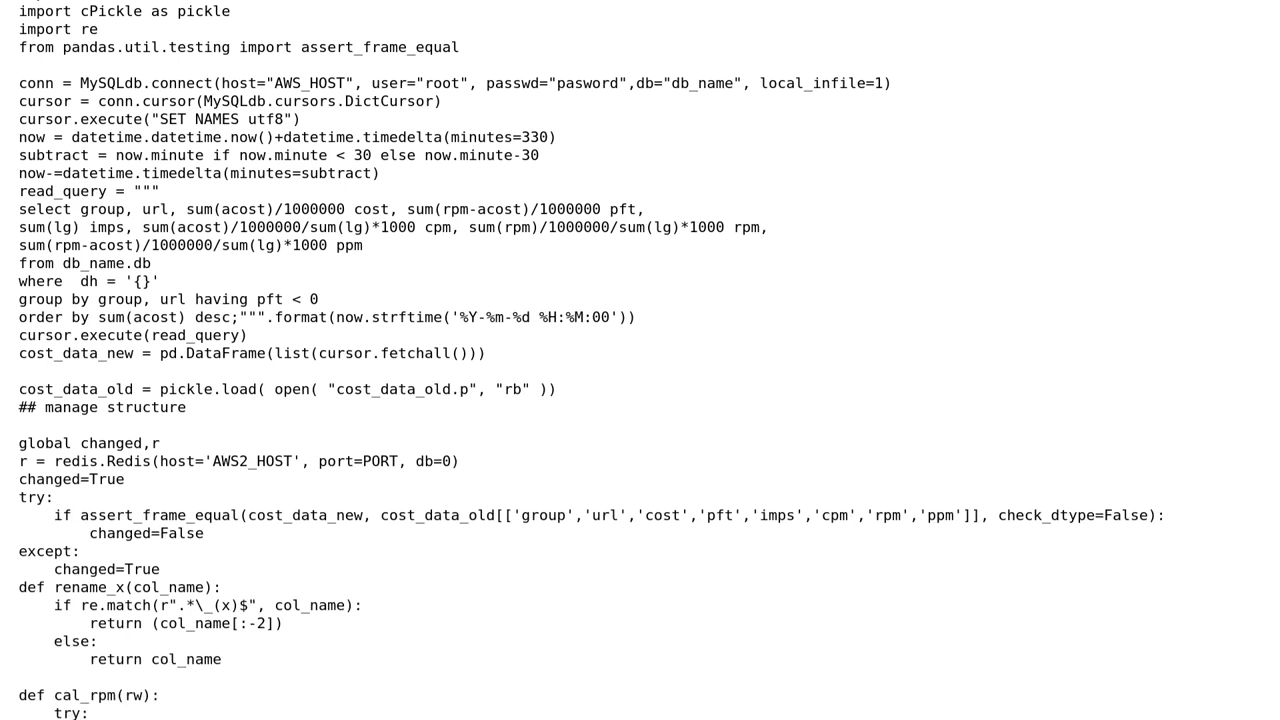 import cPickle as pickle
import re
from pandas.util.testing import assert_frame_equal

conn = MySQLdb.connect(host="AWS_HOST", user="root", passwd="pasword",db="db_name", local_infile=1)
cursor = conn.cursor(MySQLdb.cursors.DictCursor)
cursor.execute("SET NAMES utf8")
now = datetime.datetime.now()+datetime.timedelta(minutes=330)
subtract = now.minute if now.minute < 30 else now.minute-30
now-=datetime.timedelta(minutes=subtract)
read_query = """
select group, url, sum(acost)/1000000 cost, sum(rpm-acost)/1000000 pft,
sum(lg) imps, sum(acost)/1000000/sum(lg)*1000 cpm, sum(rpm)/1000000/sum(lg)*1000 rpm,
sum(rpm-acost)/1000000/sum(lg)*1000 ppm
from db_name.db
where  dh = '{}'
group by group, url having pft < 0
order by sum(acost) desc;""".format(now.strftime('%Y-%m-%d %H:%M:00'))
cursor.execute(read_query)
cost_data_new = pd.DataFrame(list(cursor.fetchall()))

cost_data_old = pickle.load( open( "cost_data_old.p", "rb" ))
## manage structure

global changed,r
r = redis.Redis(host='AWS2_HOST', port=PORT, db=0)
changed=True
try:
    if assert_frame_equal(cost_data_new, cost_data_old[['group','url','cost','pft','imps','cpm','rpm','ppm']], check_dtype=False):
        changed=False
except:
    changed=True
def rename_x(col_name):
    if re.match(r".*\_(x)$", col_name):
        return (col_name[:-2])
    else:
        return col_name

def cal_rpm(rw):
    try: